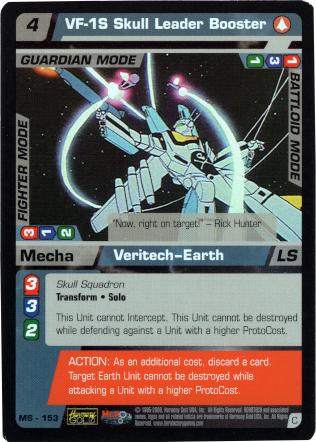 4
VF-1S Skull Leader Booster
GUARDIAN MODE
1 3 1
FIGHTER MODE
BATTLOID MODE
3 1 2
"Now, right on target!" – Rick Hunter
Mecha
Veritech–Earth
LS
3
3
2
Skull Squadron
Transform • Solo
This Unit cannot Intercept. This Unit cannot be destroyed
while defending against a Unit with a higher ProtoCost.
ACTION: As an additional cost, discard a card.
Target Earth Unit cannot be destroyed while
attacking a Unit with a higher ProtoCost.
MS - 153
Harmony
GOLD
C